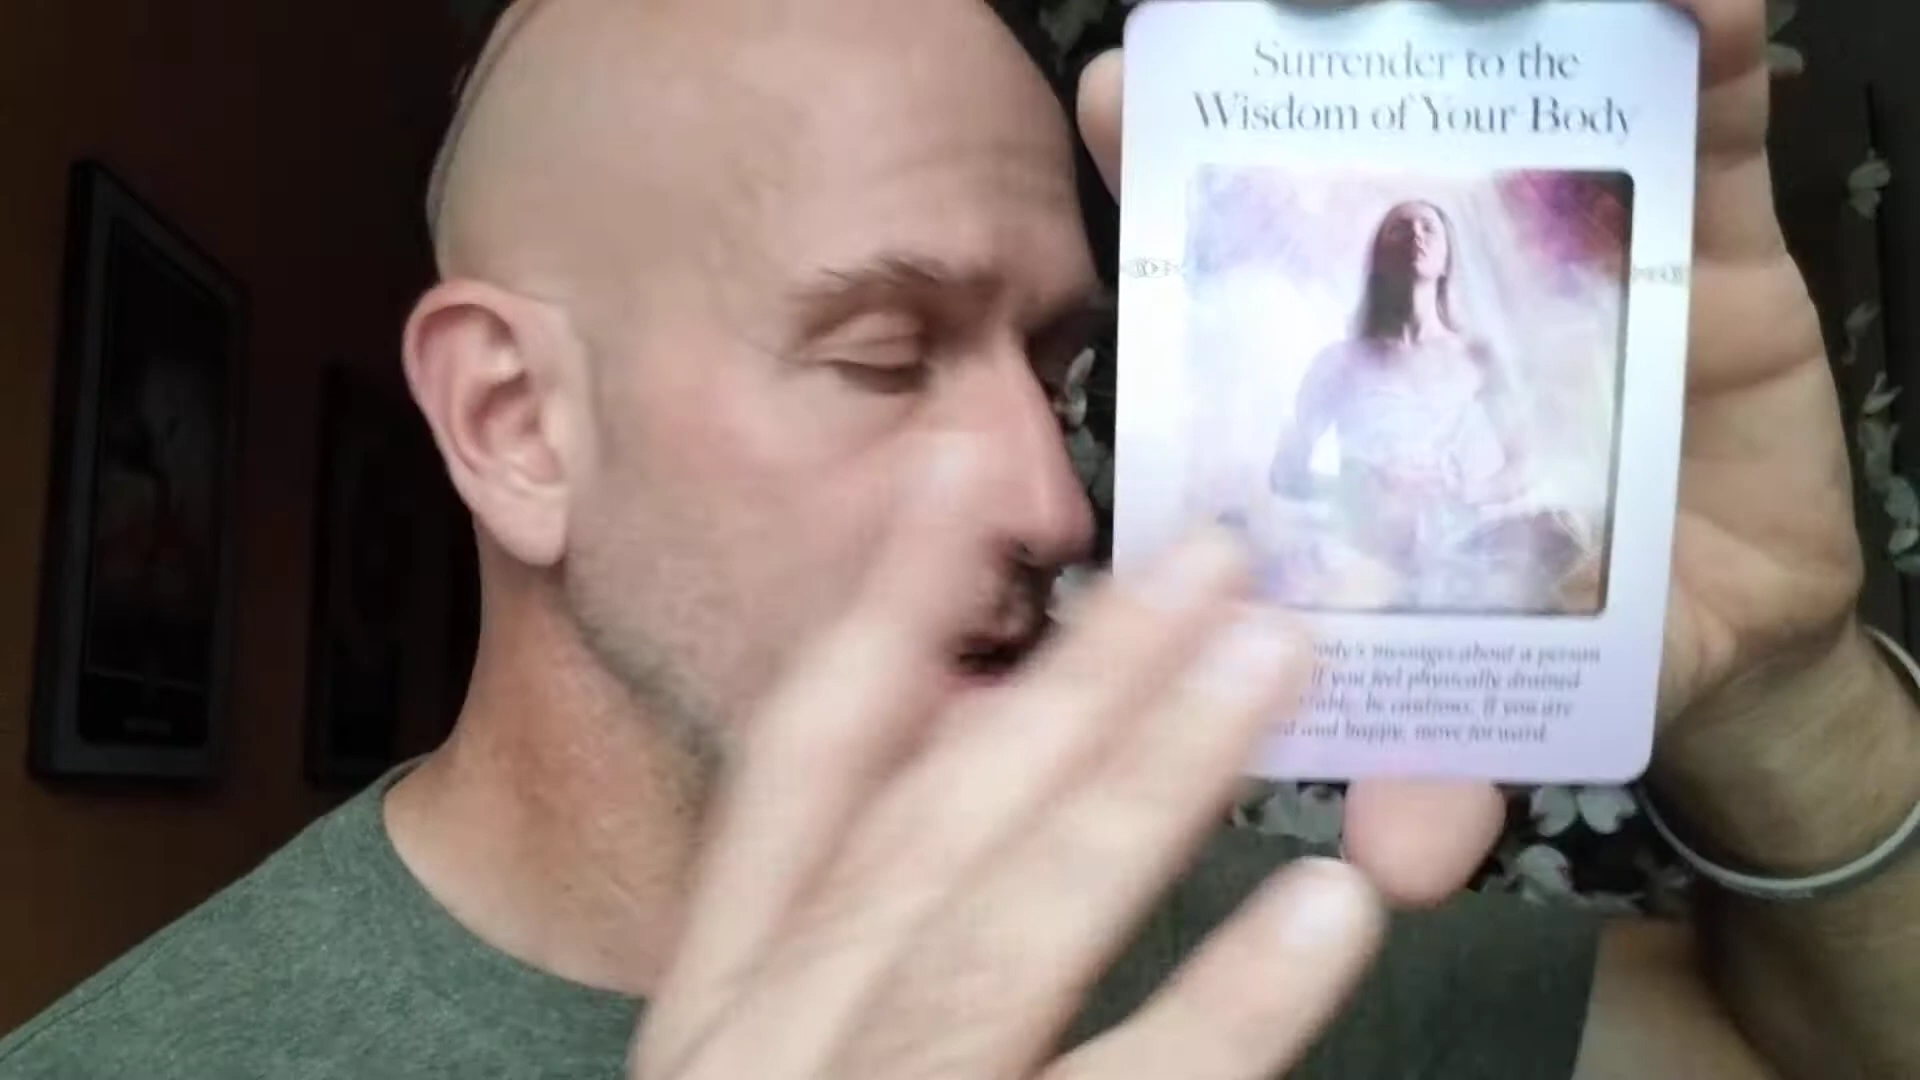 Surrender to the
Wisdom of Your Body
body's messages about a person
If you feel physically drained
be cautious. If you are
and happy, move forward.